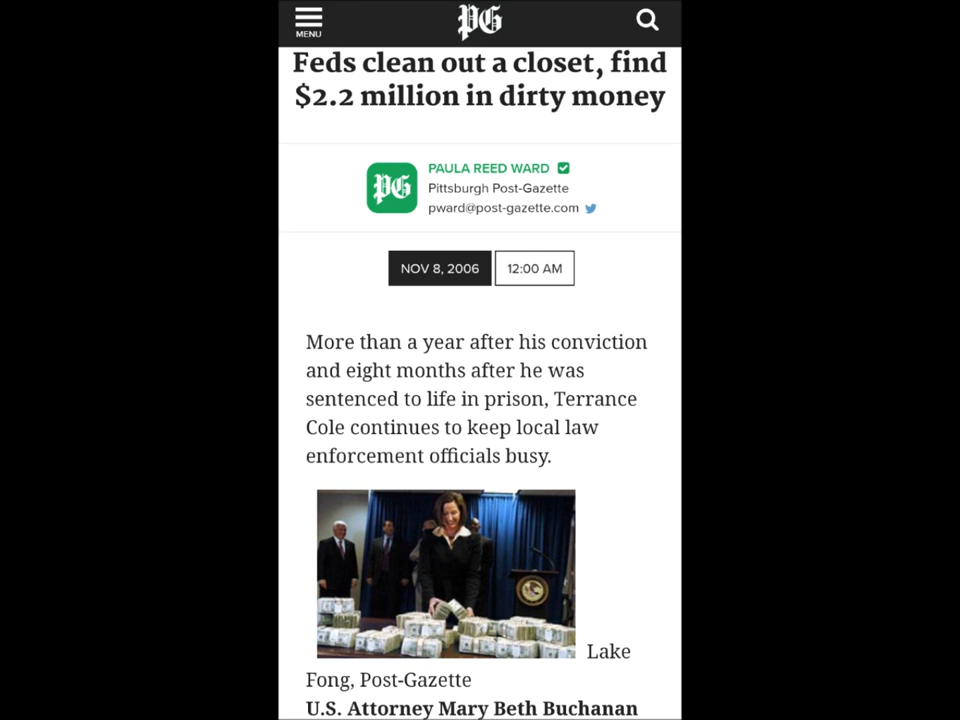 MENU
PG
Feds clean out a closet, find
$2.2 million in dirty money
PG
PAULA REED WARD
Pittsburgh Post-Gazette
pward@post-gazette.com
NOV 8, 2006
12:00 AM
More than a year after his conviction
and eight months after he was
sentenced to life in prison, Terrance
Cole continues to keep local law
enforcement officials busy.
Lake
Fong, Post-Gazette
U.S. Attorney Mary Beth Buchanan